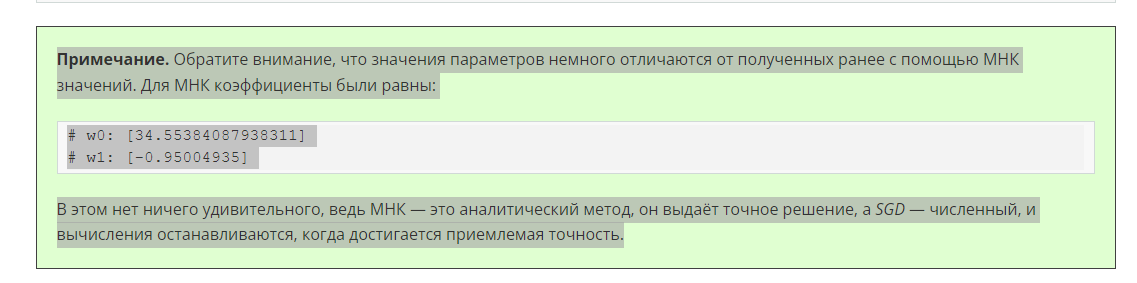 Примечание. Обратите внимание, что значения параметров немного отличаются от полученных ранее с помощью МНК
значений. Для МНК коэффициенты были равны:
# w0: [34.55384087938311]
# w1: [-0.95004935]
В этом нет ничего удивительного, ведь МНК — это аналитический метод, он выдаёт точное решение, а SGD — численный, и
вычисления останавливаются, когда достигается приемлемая точность.